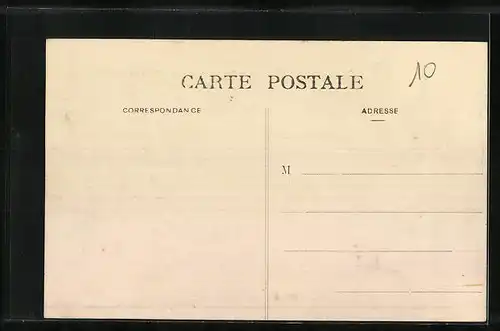 CARTE POSTALE
10
CORRESPONDANCE
ADRESSE
M